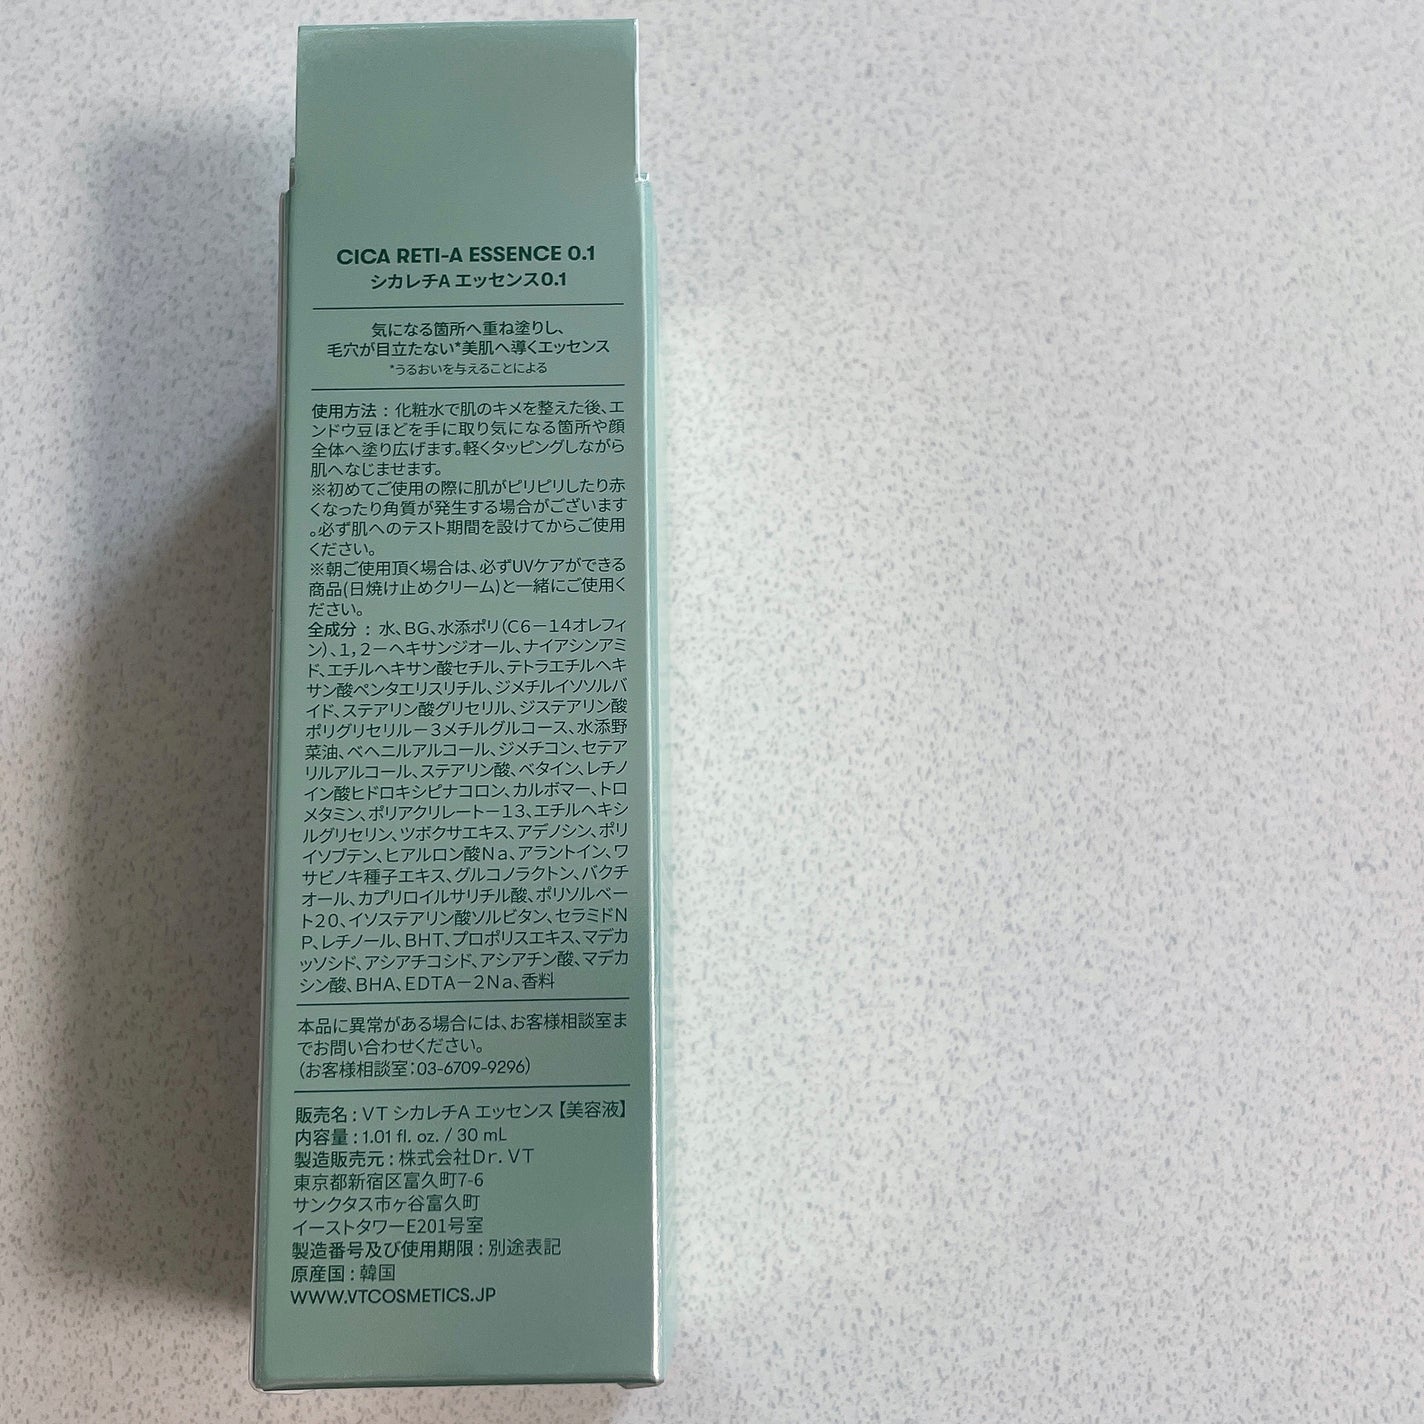 CICA RETI-A ESSENCE 0.1
シカレチA エッセンス0.1
気になる箇所へ重ね塗りし、
毛穴が目立たない*美肌へ導くエッセンス
*うるおいを与えることによる
使用方法 : 化粧水で肌のキメを整えた後、エ
ンドウ豆ほどを手に取り気になる箇所や顔
全体へ塗り広げます。軽くタッピングしながら
肌へなじませます。
※初めてご使用の際に肌がピリピリしたり赤
くなったり角質が発生する場合がございます
。必ず肌へのテスト期間を設けてからご使用
ください。
※朝ご使用頂く場合は、必ずUVケアができる
商品(日焼け止めクリーム)と一緒にご使用く
ださい。
全成分 : 水、BG、水添ポリ(C6-14オレフィ
ン)、1,2-ヘキサンジオール、ナイアシンアミ
ド、エチルヘキサン酸セチル、テトラエチルヘキ
サン酸ペンタエリスリチル、ジメチルイソソルバ
イド、ステアリン酸グリセリル、ジステアリン酸
ポリグリセリル-3メチルグルコース、水添野
菜油、ベヘニルアルコール、ジメチコン、セテア
リルアルコール、ステアリン酸、ベタイン、レチノ
イン酸ヒドロキシピナコロン、カルボマー、トロ
メタミン、ポリアクリレート-13、エチルヘキシ
ルグリセリン、ツボクサエキス、アデノシン、ポリ
イソブテン、ヒアルロン酸Na、アラントイン、ワ
サビノキ種子エキス、グルコノラクトン、バクチ
オール、カプリロイルサリチル酸、ポリソルベー
ト20、イソステアリン酸ソルビタン、セラミドN
P、レチノール、BHT、プロポリスエキス、マデカ
ッソシド、アシアチコシド、アシアチン酸、マデカ
シン酸、BHA、EDTA-2Na、香料
本品に異常がある場合には、お客様相談室ま
でお問い合わせください。
(お客様相談室:03-6709-9296)
販売名 : VT シカレチA エッセンス【美容液】
内容量 : 1.01 fl. oz. / 30 mL
製造販売元 : 株式会社Dr. VT
東京都新宿区富久町7-6
サンクタス市ヶ谷富久町
イーストタワーE201号室
製造番号及び使用期限 : 別途表記
原産国 : 韓国
WWW.VTCOSMETICS.JP